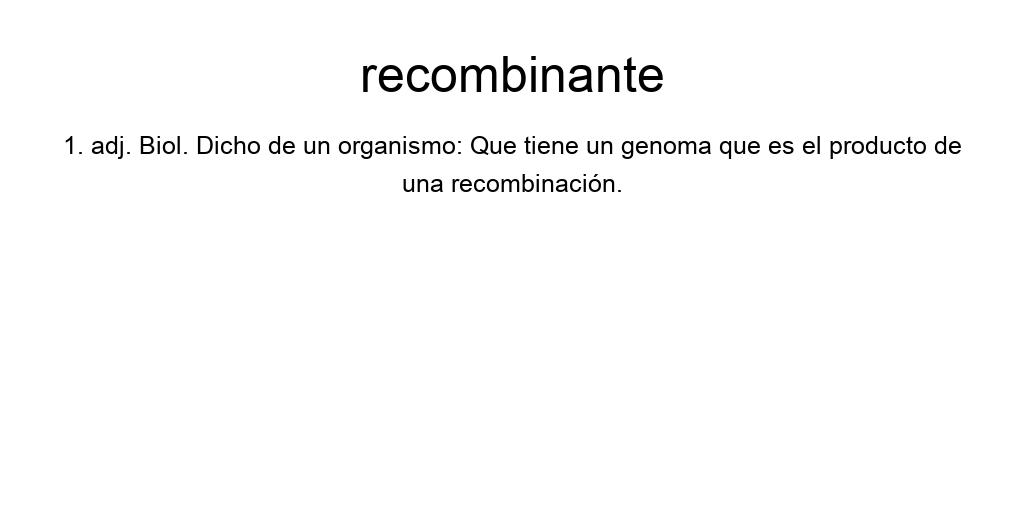 recombinante
1. adj. Biol. Dicho de un organismo: Que tiene un genoma que es el producto de
una recombinación.